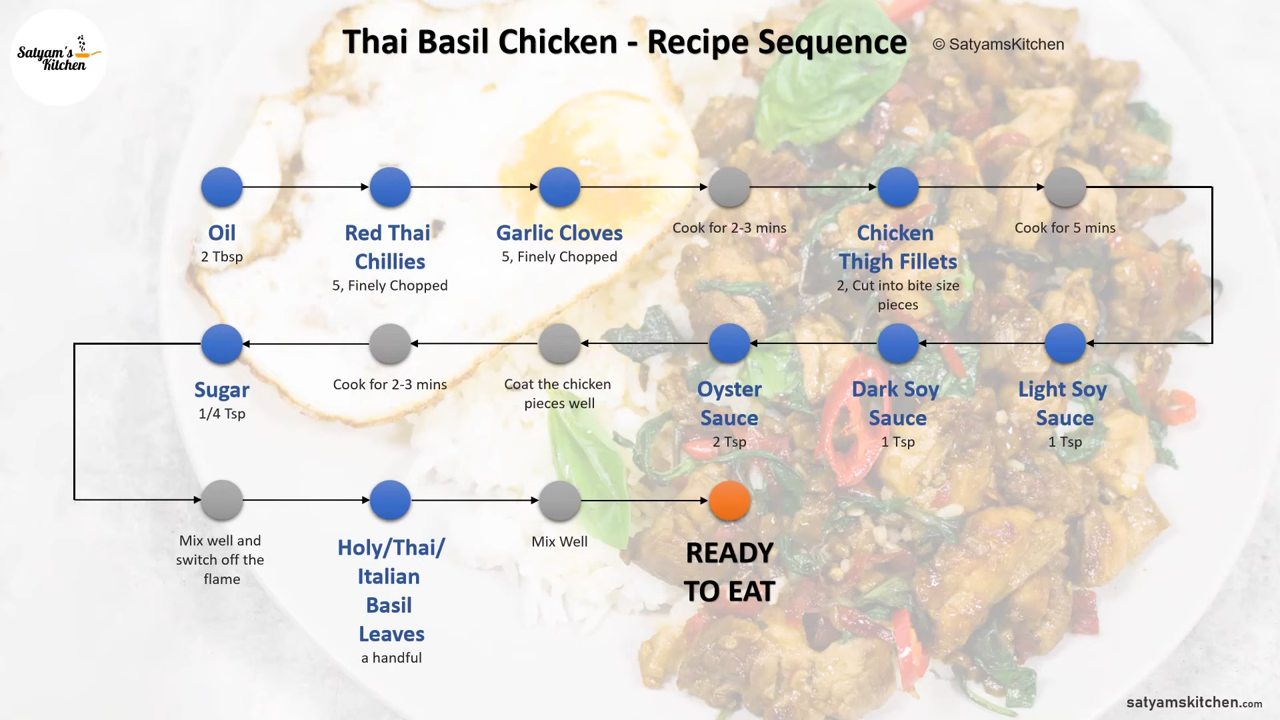 Satyam's
Kitchen
Thai Basil Chicken - Recipe Sequence
© SatyamsKitchen
Oil
2 Tbsp
Red Thai
Chillies
5, Finely Chopped
Garlic Cloves
5, Finely Chopped
Cook for 2-3 mins
Chicken
Thigh Fillets
2, Cut into bite size
pieces
Cook for 5 mins
Light Soy
Sauce
1 Tsp
Dark Soy
Sauce
1 Tsp
Oyster
Sauce
2 Tsp
Coat the chicken
pieces well
Cook for 2-3 mins
Sugar
1/4 Tsp
Mix well and
switch off the
flame
Holy/Thai/
Italian
Basil
Leaves
a handful
Mix Well
READY
TO EAT
satyamskitchen.com